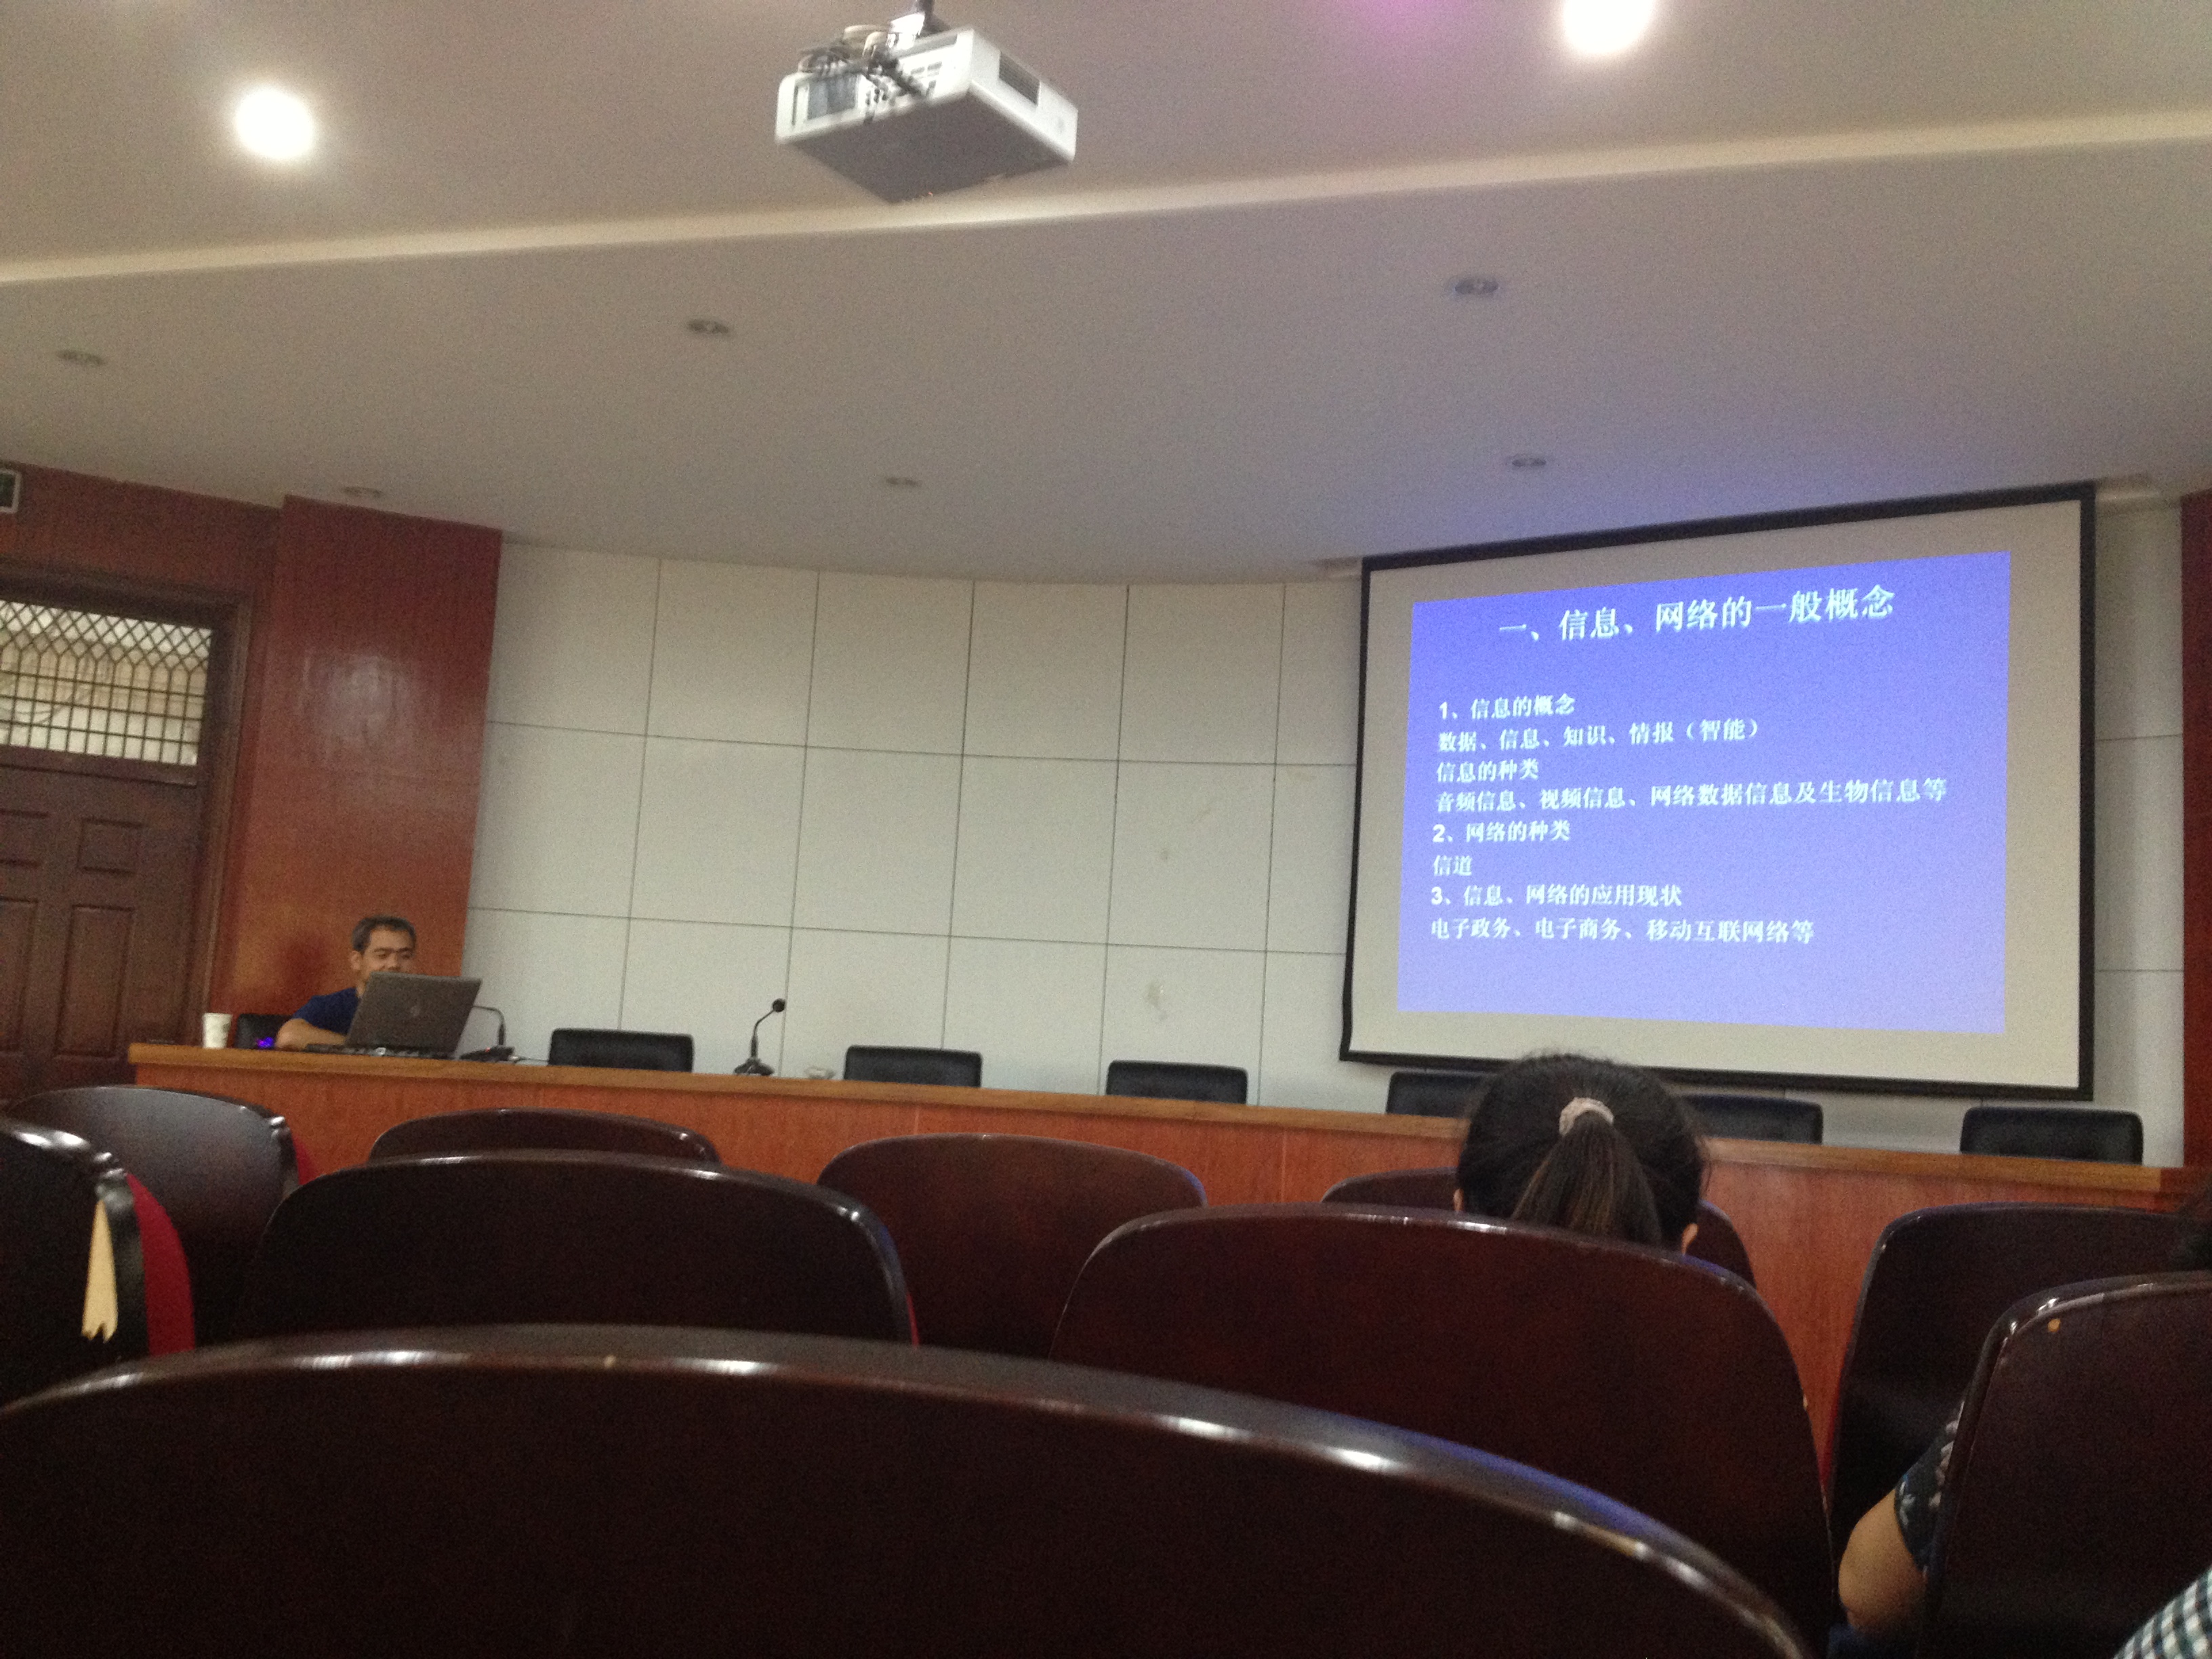 一、信息、网络的一般概念
1、信息的概念
数据、信息、知识、情报（智能）
信息的种类
音频信息、视频信息、网络数据信息及生物信息等
2、网络的种类
信道
3、信息、网络的应用现状
电子政务、电子商务、移动互联网络等